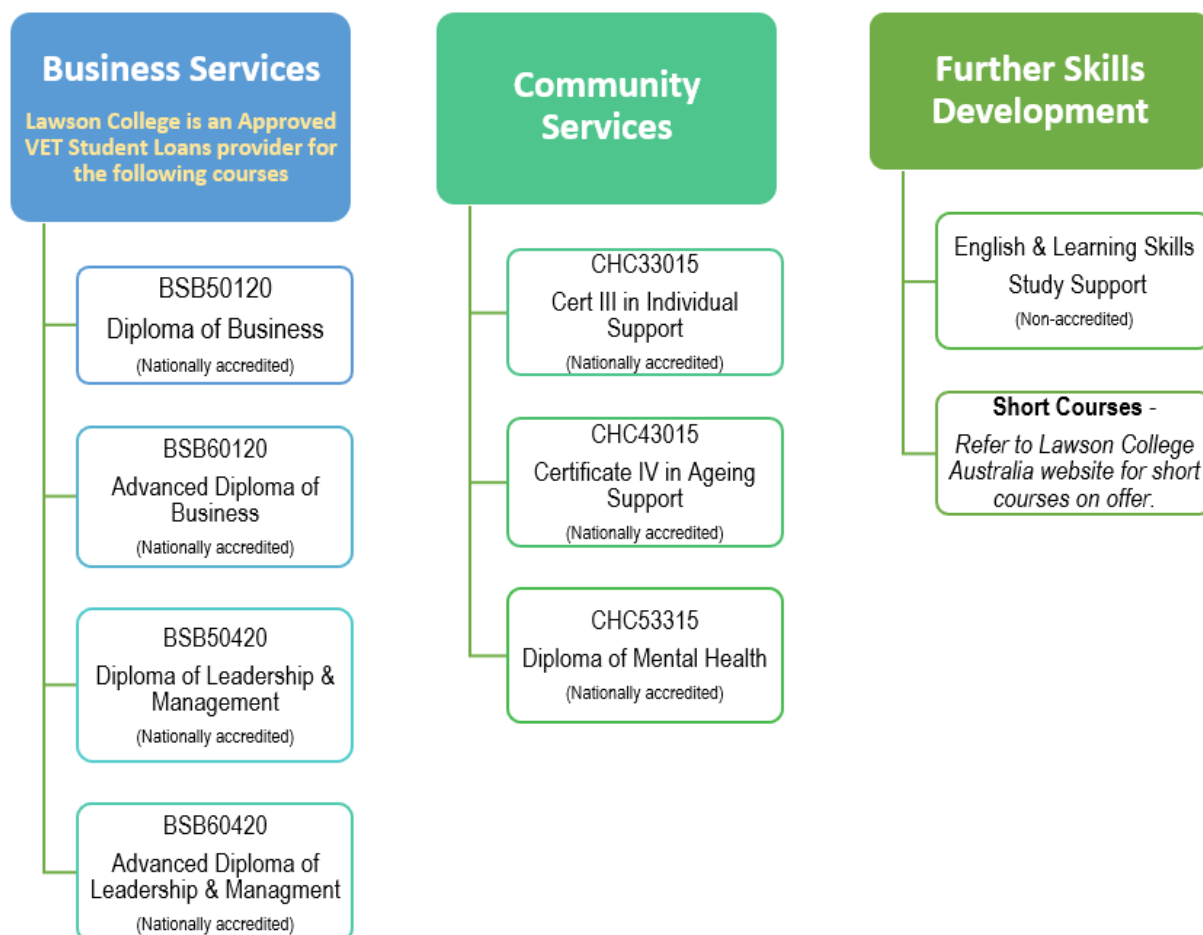 Business Services
Lawson College is an Approved
VET Student Loans provider for
the following courses
BSB50120
Diploma of Business
(Nationally accredited)
BSB60120
Advanced Diploma of
Business
(Nationally accredited)
BSB50420
Diploma of Leadership &
Management
(Nationally accredited)
BSB60420
Advanced Diploma of
Leadership & Managment
(Nationally accredited)
Community
Services
CHC33015
Cert III in Individual
Support
(Nationally accredited)
CHC43015
Certificate IV in Ageing
Support
(Nationally accredited)
CHC53315
Diploma of Mental Health
(Nationally accredited)
Further Skills
Development
English & Learning Skills
Study Support
(Non-accredited)
Short Courses -
Refer to Lawson College
Australia website for short
courses on offer.